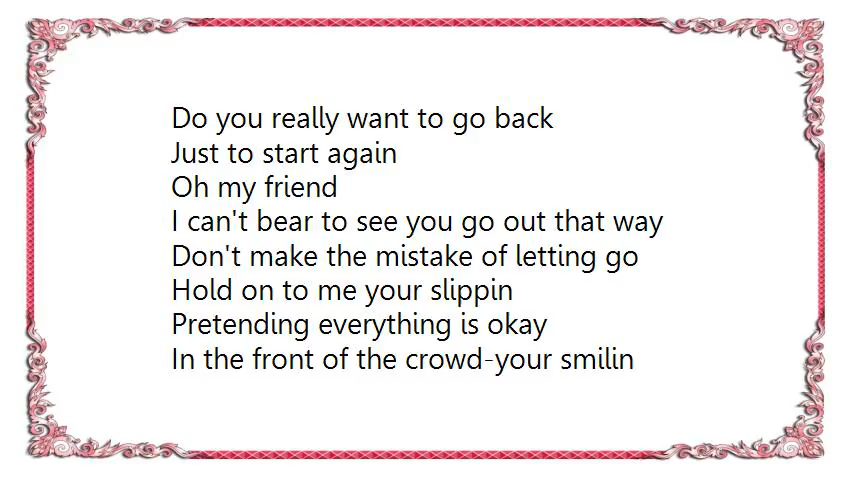 Do you really want to go back
Just to start again
Oh my friend
I can't bear to see you go out that way
Don't make the mistake of letting go
Hold on to me your slippin
Pretending everything is okay
In the front of the crowd-your smilin